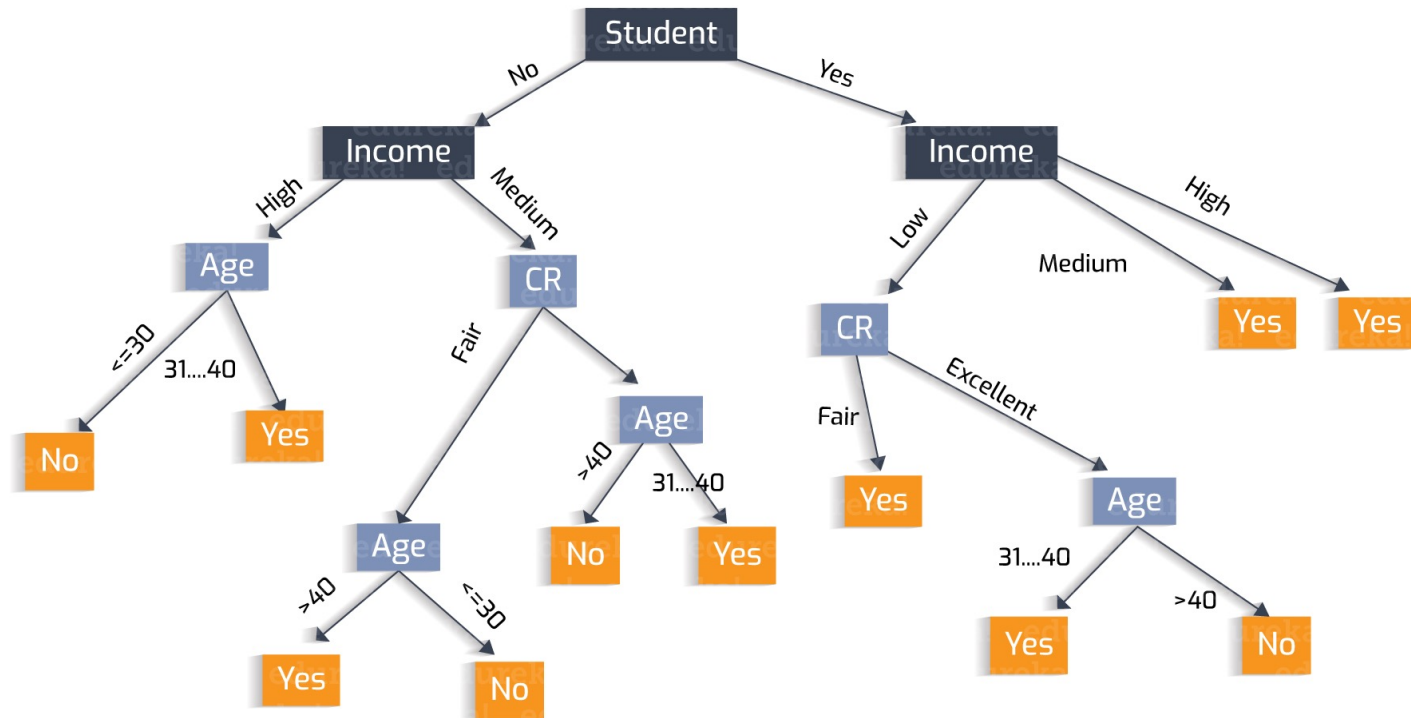 Student
No
Yes
Income
Income
High
Medium
Low
Medium
High
Age
CR
CR
Yes
Yes
<=30
31....40
Fair
Fair
Excellent
No
Yes
Age
>40
31....40
Yes
Age
Age
No
Yes
31....40
>40
>40
<=30
Yes
No
Yes
No
edureka!